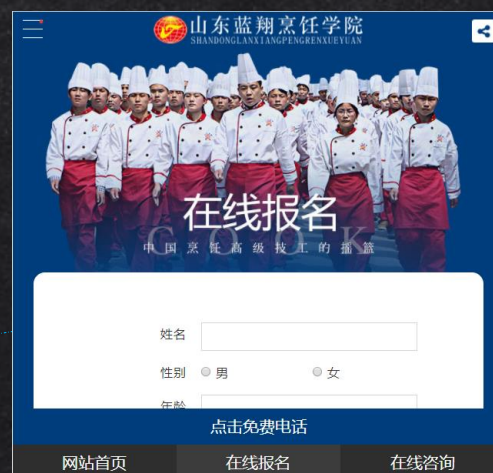 山东蓝翔烹饪学院
SHANDONGLANXIANGPENGRENXUEYUAN
在线报名
COOK
中国烹饪高级技工的摇篮
姓名
性别 男 女
年龄
点击免费电话
网站首页 在线报名 在线咨询